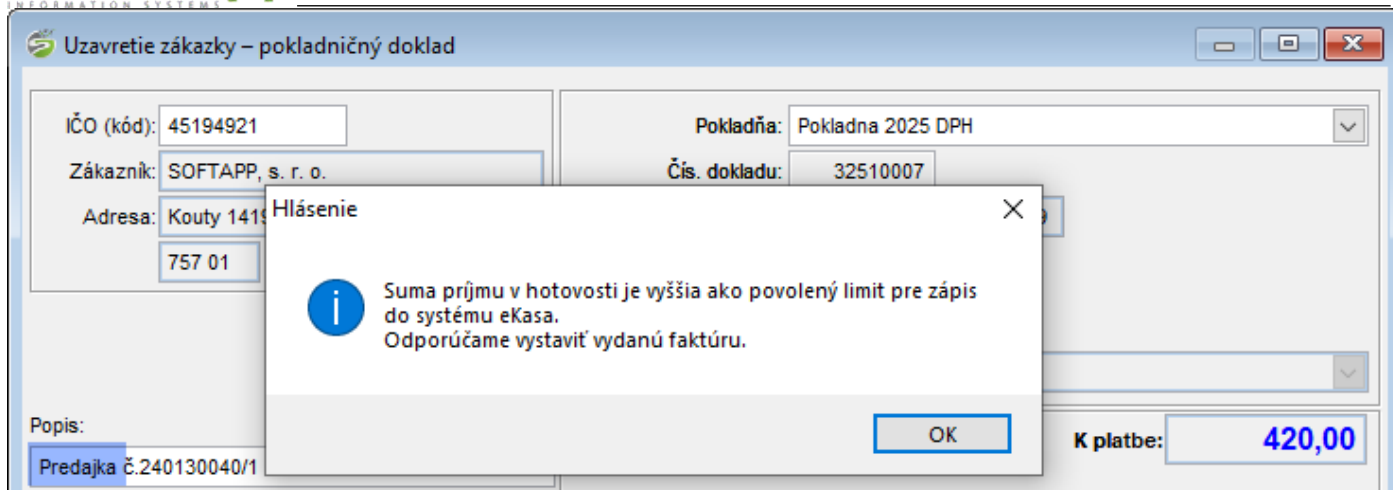 INFORMATION SYSTEMS
Uzavretie zákazky – pokladničný doklad
IČO (kód): 45194921
Zákazník: SOFTAPP, s. r. o.
Adresa: Kouty 1419
757 01
Popis:
Predajka č.240130040/1
Pokladňa: Pokladna 2025 DPH
Čís. dokladu: 32510007
Hlásenie
Suma príjmu v hotovosti je vyššia ako povolený limit pre zápis
do systému eKasa.
Odporúčame vystaviť vydanú faktúru.
OK
K platbe: 420,00